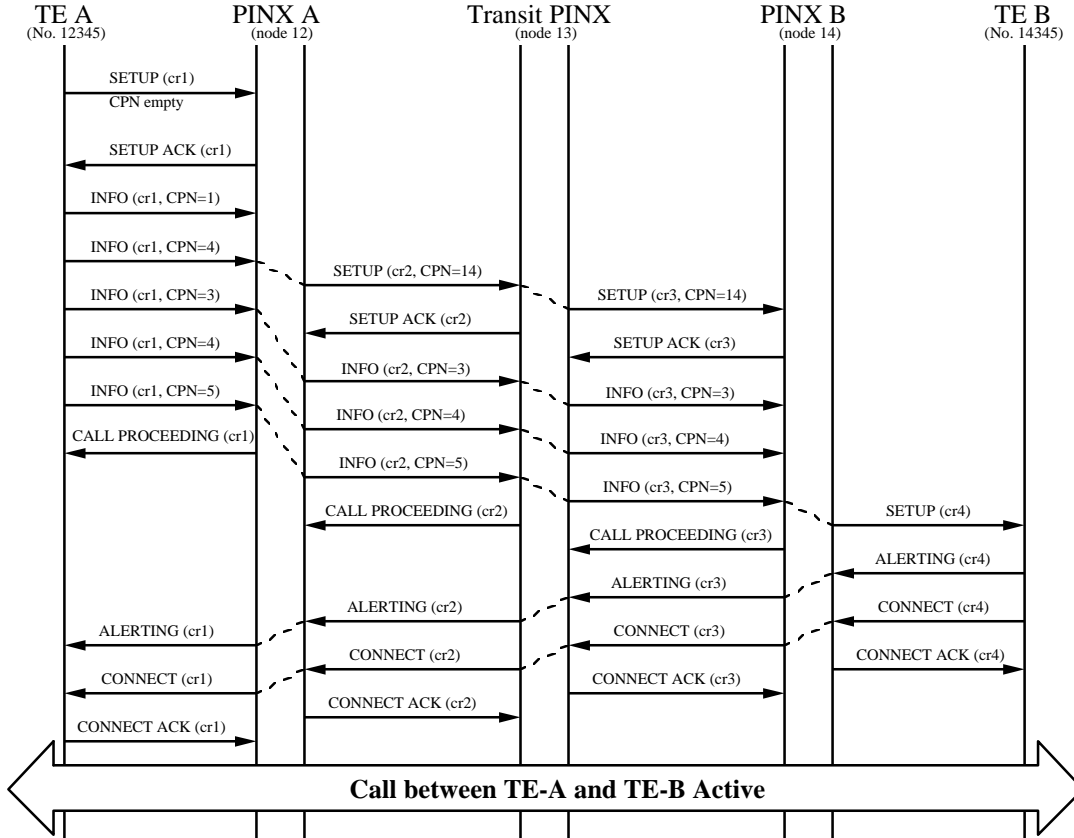 TE A PINX A Transit PINX PINX B TE B
(No. 12345) (node 12) (node 13) (node 14) (No. 14345)
SETUP (cr1)
CPN empty
SETUP ACK (cr1)
INFO (cr1, CPN=1)
INFO (cr1, CPN=4)
SETUP (cr2, CPN=14)
INFO (cr1, CPN=3)
SETUP (cr3, CPN=14)
SETUP ACK (cr2)
INFO (cr1, CPN=4)
SETUP ACK (cr3)
INFO (cr2, CPN=3)
INFO (cr1, CPN=5)
INFO (cr3, CPN=3)
INFO (cr2, CPN=4)
CALL PROCEEDING (cr1)
INFO (cr3, CPN=4)
INFO (cr2, CPN=5)
INFO (cr3, CPN=5)
CALL PROCEEDING (cr2)
SETUP (cr4)
CALL PROCEEDING (cr3)
ALERTING (cr4)
ALERTING (cr3)
ALERTING (cr2)
CONNECT (cr4)
ALERTING (cr1)
CONNECT (cr3)
CONNECT (cr2)
CONNECT ACK (cr4)
CONNECT (cr1)
CONNECT ACK (cr3)
CONNECT ACK (cr2)
CONNECT ACK (cr1)
Call between TE-A and TE-B Active